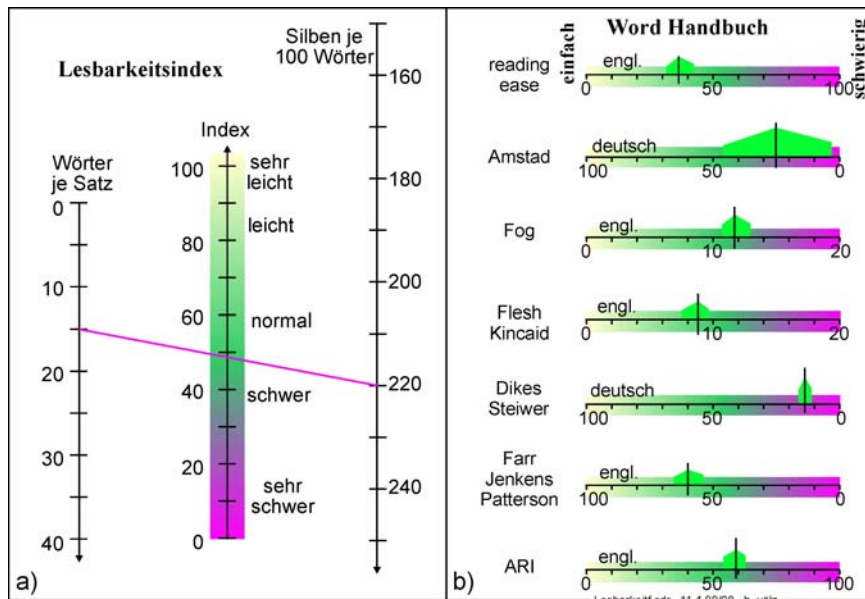 Lesbarkeitsindex
Silben je
100 Wörter
Wörter
je Satz
Index
0
10
20
30
40
100
80
60
40
20
0
sehr
leicht
leicht
normal
schwer
sehr
schwer
160
180
200
210
220
240
a)
Word Handbuch
einfach
schwierig
reading
ease
engl.
0
50
100
Amstad
deutsch
100
50
0
Fog
engl.
0
10
20
Flesh
Kincaid
engl.
0
10
20
Dikes
Steiwer
deutsch
100
50
0
Farr
Jenkens
Patterson
engl.
100
50
0
ARI
engl.
0
50
100
b)